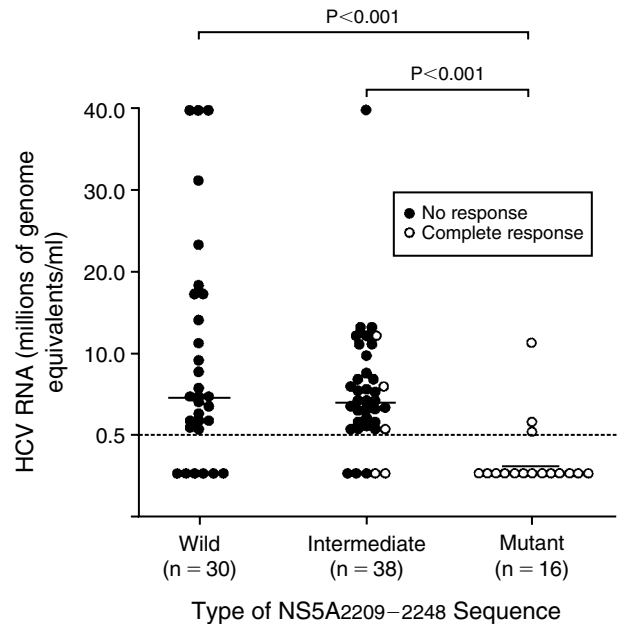 P<0.001
P<0.001
40.0
30.0
20.0
10.0
0.5
HCV RNA (millions of genome
equivalents/ml)
No response
Complete response
Wild
(n = 30)
Intermediate
(n = 38)
Mutant
(n = 16)
Type of NS5A2209–2248 Sequence